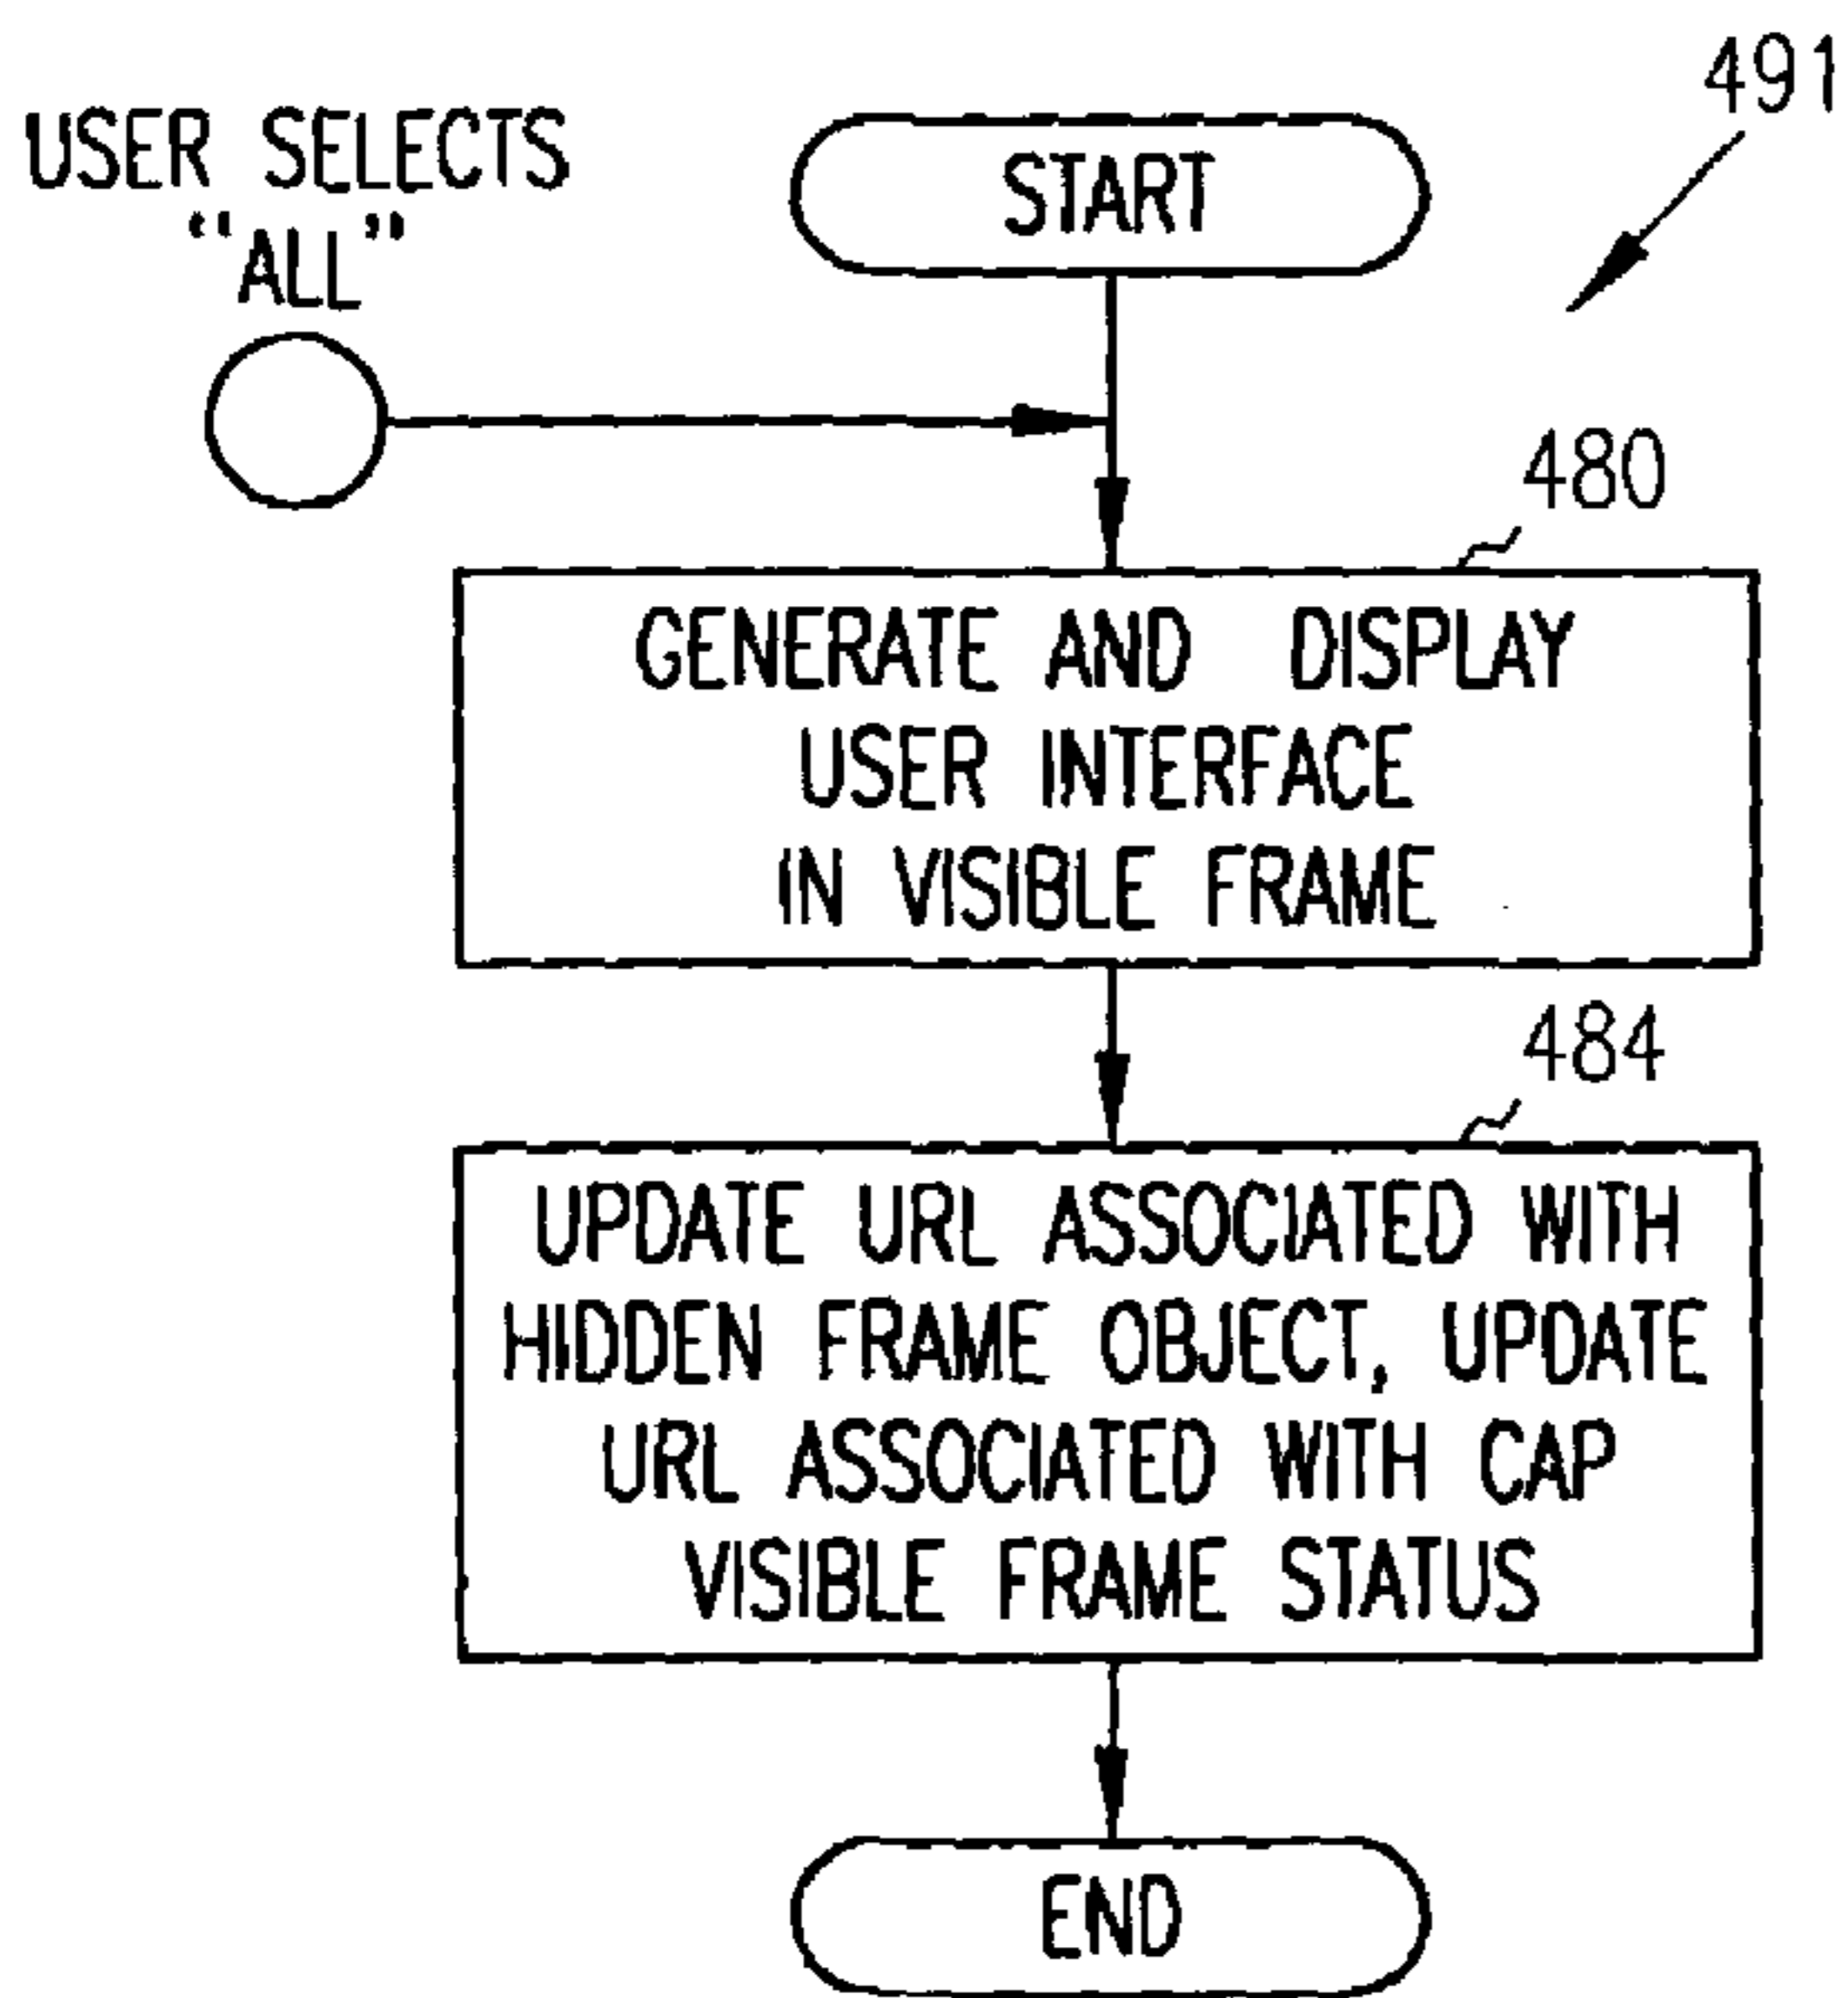 491
USER SELECTS
“ALL”
START
480
GENERATE AND DISPLAY
USER INTERFACE
IN VISIBLE FRAME
484
UPDATE URL ASSOCIATED WITH
HIDDEN FRAME OBJECT, UPDATE
URL ASSOCIATED WITH CAP
VISIBLE FRAME STATUS
END